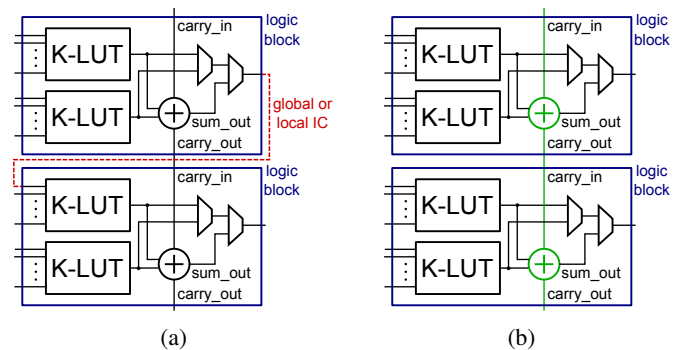 carry_in
logic
block
K-LUT
K-LUT
sum_out
carry_out
global or
local IC
carry_in
logic
block
K-LUT
K-LUT
sum_out
carry_out
(a)
carry_in
logic
block
K-LUT
K-LUT
sum_out
carry_out
carry_in
logic
block
K-LUT
K-LUT
sum_out
carry_out
(b)